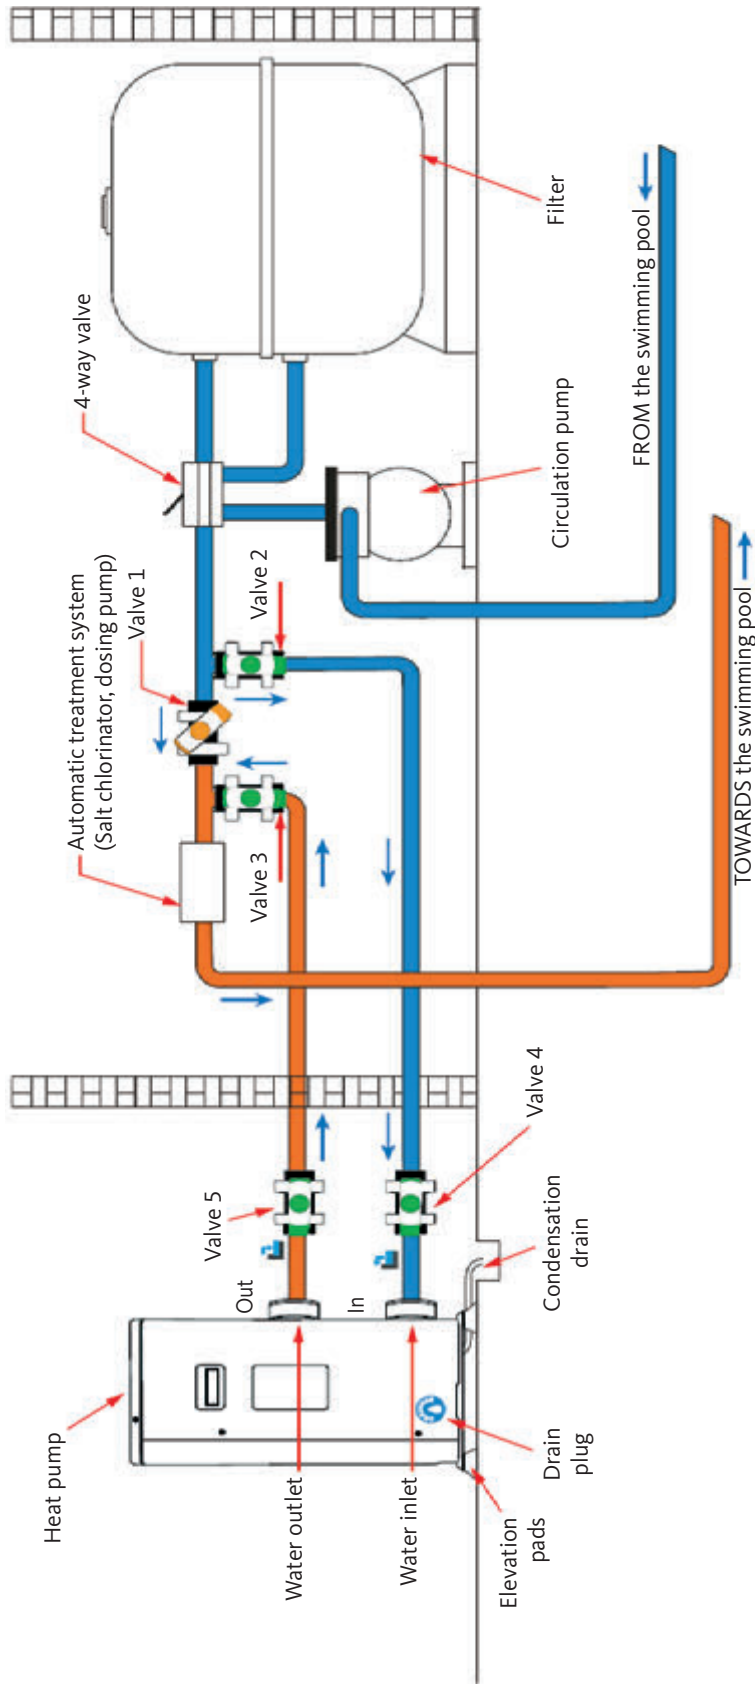 Heat pump
Water outlet
Water inlet
Elevation
pads
Drain
plug
Condensation
drain
Out
In
Valve 5
Valve 4
Automatic treatment system
(Salt chlorinator, dosing pump)
Valve 1
Valve 3
Valve 2
4-way valve
Circulation pump
Filter
FROM the swimming pool
TOWARDS the swimming pool